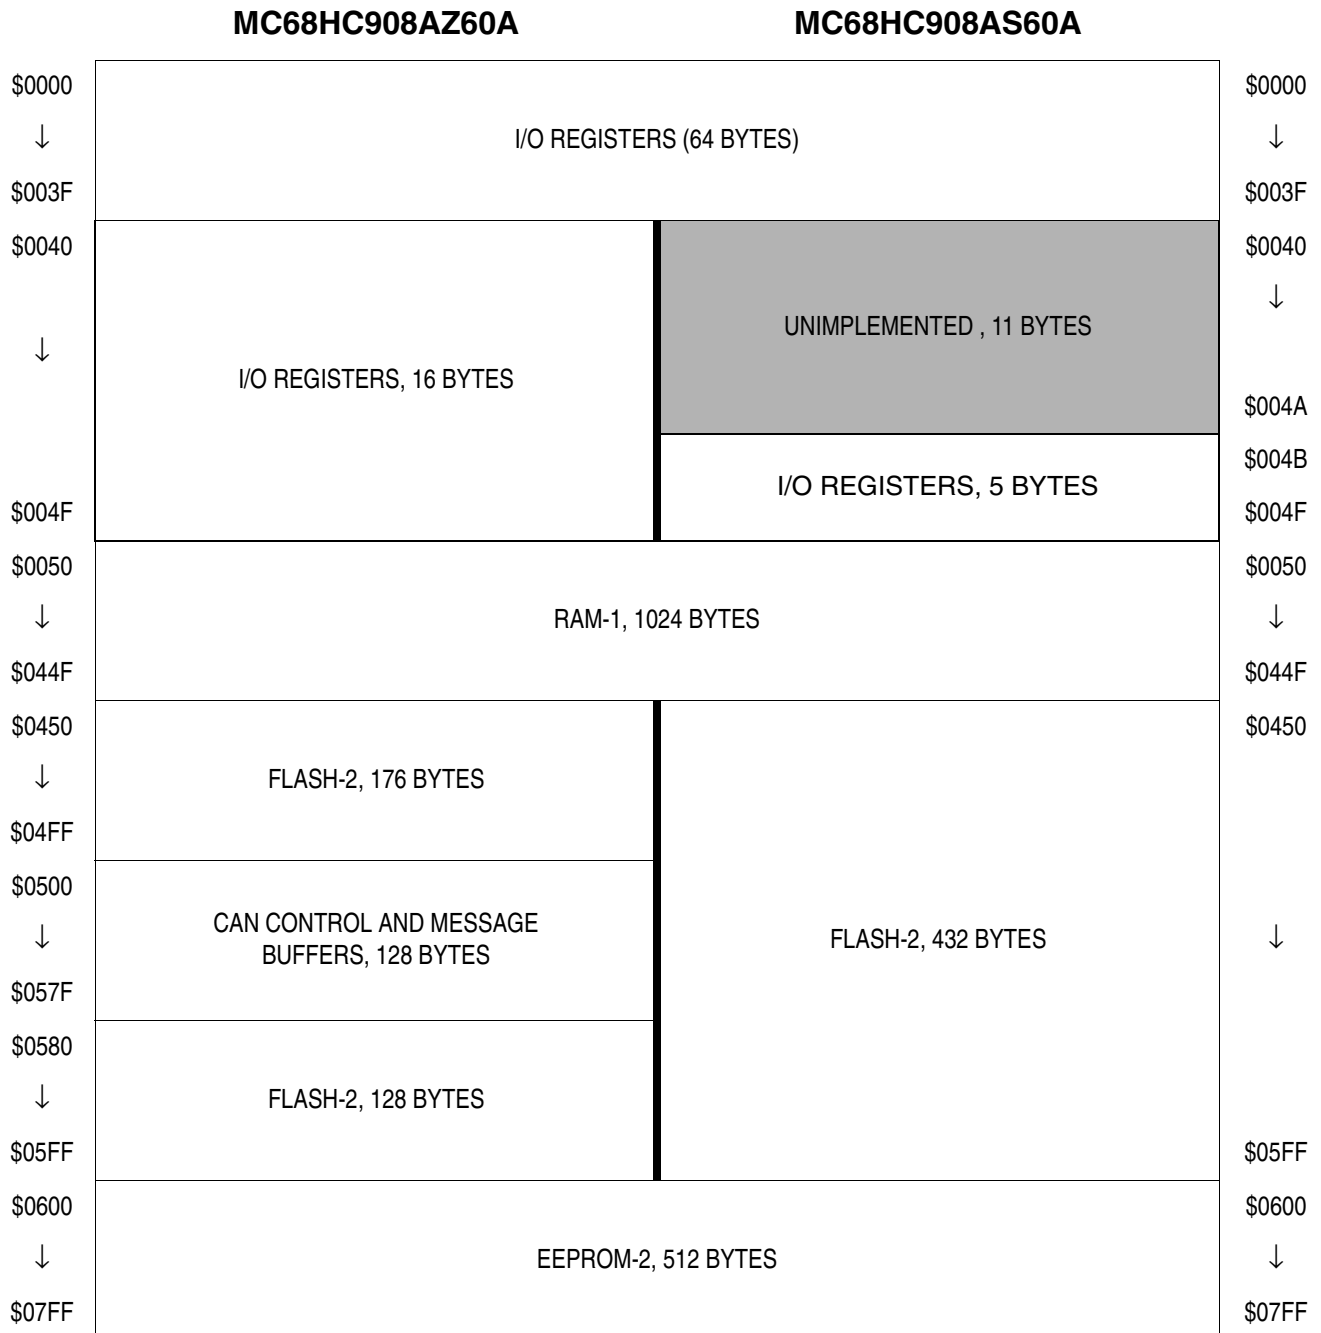 MC68HC908AZ60A MC68HC908AS60A
$0000 $0000
↓ I/O REGISTERS (64 BYTES) ↓
$003F $003F
$0040 $0040
↓
UNIMPLEMENTED , 11 BYTES
↓
I/O REGISTERS, 16 BYTES
$004A
$004B
I/O REGISTERS, 5 BYTES
$004F $004F
$0050 $0050
↓ RAM-1, 1024 BYTES ↓
$044F $044F
$0450 $0450
↓ FLASH-2, 176 BYTES
$04FF
$0500
CAN CONTROL AND MESSAGE
↓ FLASH-2, 432 BYTES ↓
BUFFERS, 128 BYTES
$057F
$0580
↓ FLASH-2, 128 BYTES
$05FF $05FF
$0600 $0600
↓ EEPROM-2, 512 BYTES ↓
$07FF $07FF